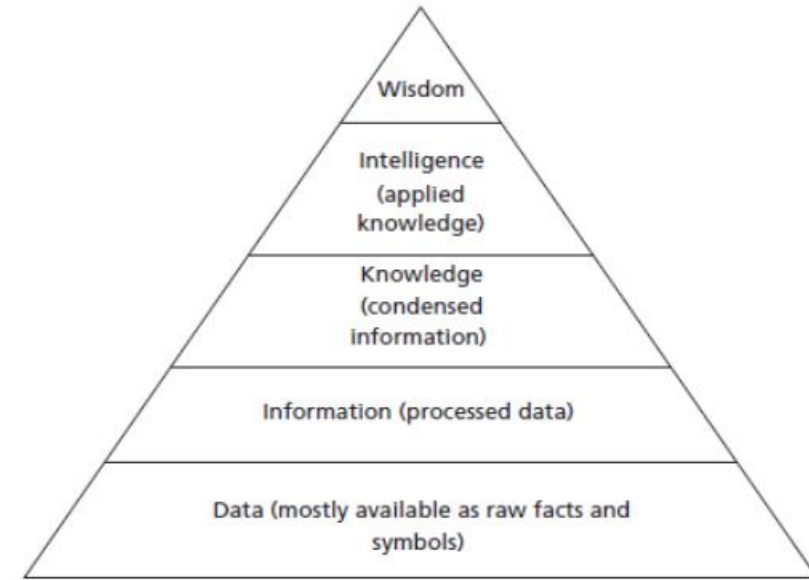 Wisdom
Intelligence
(applied
knowledge)
Knowledge
(condensed
information)
Information (processed data)
Data (mostly available as raw facts and
symbols)